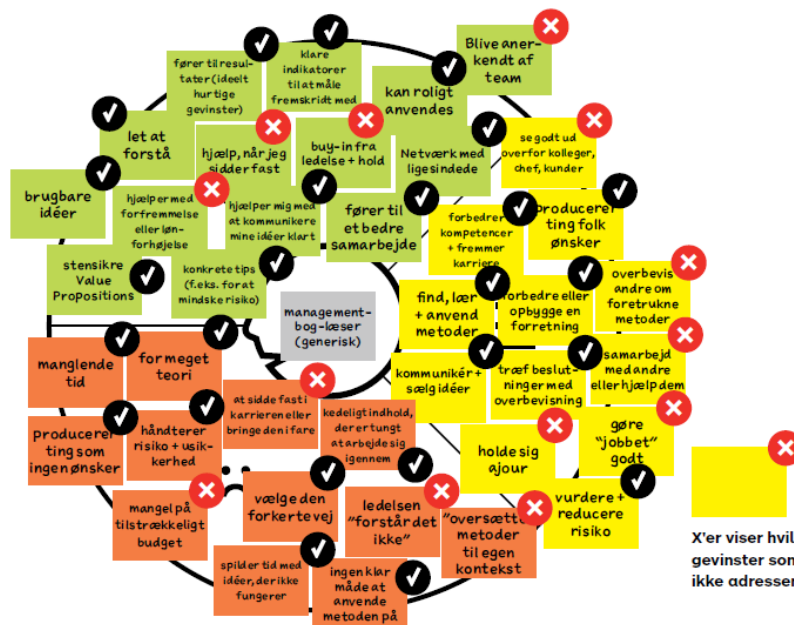 Blive aner-
kendt af
team
fører til resul-
tater (ideelt
hurtige
gevinster)
klare
indikatorer
til at måle
fremskridt med
kan roligt
anvendes
let at
forstå
hjælp, når jeg
sidder fast
buy-in fra
ledelse + hold
Netværk med
ligesindede
se godt ud
overfor kolleger,
chef, kunder
brugbare
idéer
hjælper med
forfremmelse
eller løn-
forhøjelse
hjælper mig med
at kommunikere
mine idéer klart
fører til
et bedre
samarbejde
forbedrer
kompetencer
+ fremmer
karriere
producerer
ting folk
ønsker
stensikre
Value
Propositions
konkrete tips
(f.eks. for at
mindske risiko)
management-
bog-læser
(generisk)
find, lær
+ anvend
metoder
forbedre eller
opbygge en
forretning
overbevis
andre om
foretrukne
metoder
manglende
tid
for meget
teori
kommunikér +
sælg idéer
træf beslut-
ninger med
overbevisning
samarbejd
med andre
eller hjælp dem
producerer
ting som
ingen ønsker
håndterer
risiko + usik-
kerhed
at sidde fast i
karrieren eller
bringe den i fare
kedeligt indhold,
der er tungt
at arbejde sig
igennem
holde sig
ajour
gøre
"jobbet"
godt
mangel på
tilstrækkeligt
budget
vælge den
forkerte vej
ledelsen
"forstår det
ikke"
"oversætte"
metoder
til egen
kontekst
vurdere +
reducere
risiko
spilder tid med
idéer, der ikke
fungerer
ingen klar
måde at
anvende
metoden på
X'er viser hvil
gevinster som
ikke adresser